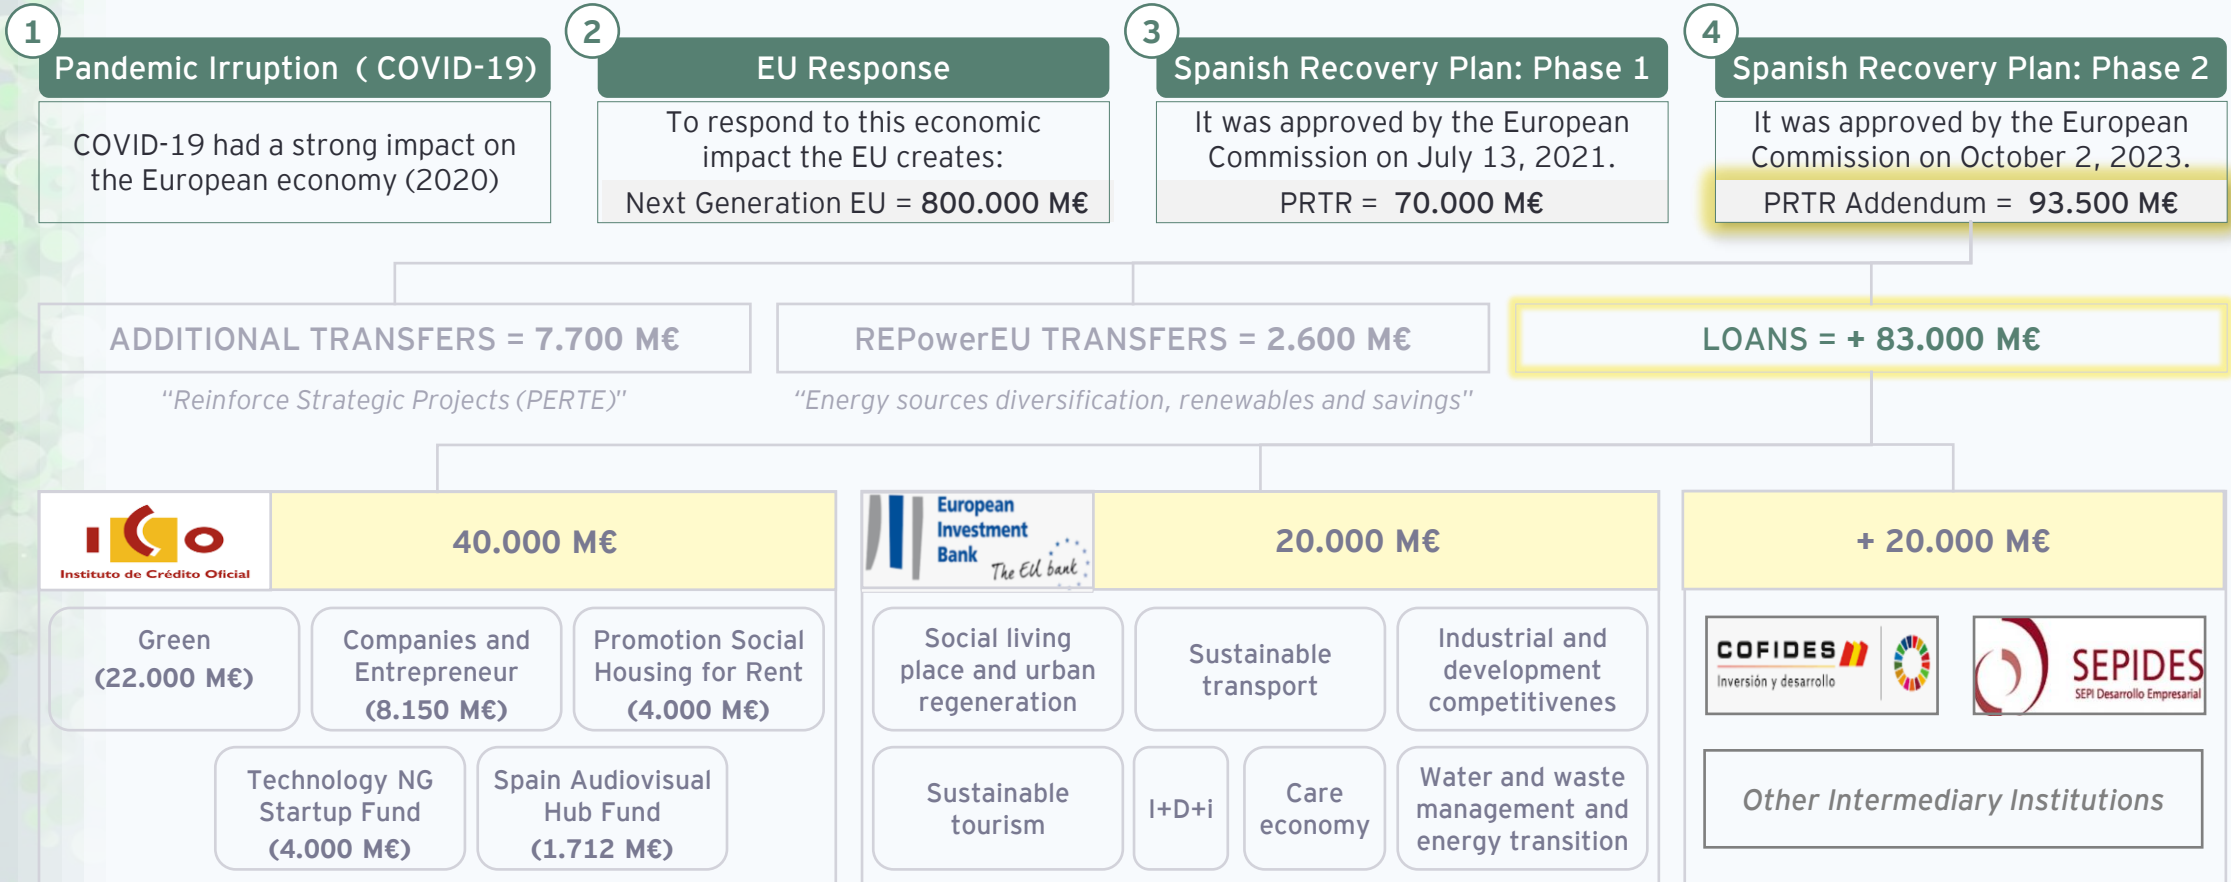 1
Pandemic Irruption ( COVID-19)
COVID-19 had a strong impact on
the European economy (2020)
2
EU Response
To respond to this economic
impact the EU creates:
Next Generation EU = 800.000 M€
3
Spanish Recovery Plan: Phase 1
It was approved by the European
Commission on July 13, 2021.
PRTR = 70.000 M€
4
Spanish Recovery Plan: Phase 2
It was approved by the European
Commission on October 2, 2023.
PRTR Addendum = 93.500 M€
ADDITIONAL TRANSFERS = 7.700 M€
"Reinforce Strategic Projects (PERTE)"
REPowerEU TRANSFERS = 2.600 M€
"Energy sources diversification, renewables and savings"
LOANS = + 83.000 M€
ICO
Instituto de Crédito Oficial
40.000 M€
Green
(22.000 M€)
Companies and
Entrepreneur
(8.150 M€)
Promotion Social
Housing for Rent
(4.000 M€)
Technology NG
Startup Fund
(4.000 M€)
Spain Audiovisual
Hub Fund
(1.712 M€)
European
Investment
Bank
The EU bank
20.000 M€
Social living
place and urban
regeneration
Sustainable
transport
Industrial and
development
competitivenes
Sustainable
tourism
I+D+i
Care
economy
Water and waste
management and
energy transition
+ 20.000 M€
COFIDES
Inversión y desarrollo
SEPIDES
SEPI Desarrollo Empresarial
Other Intermediary Institutions